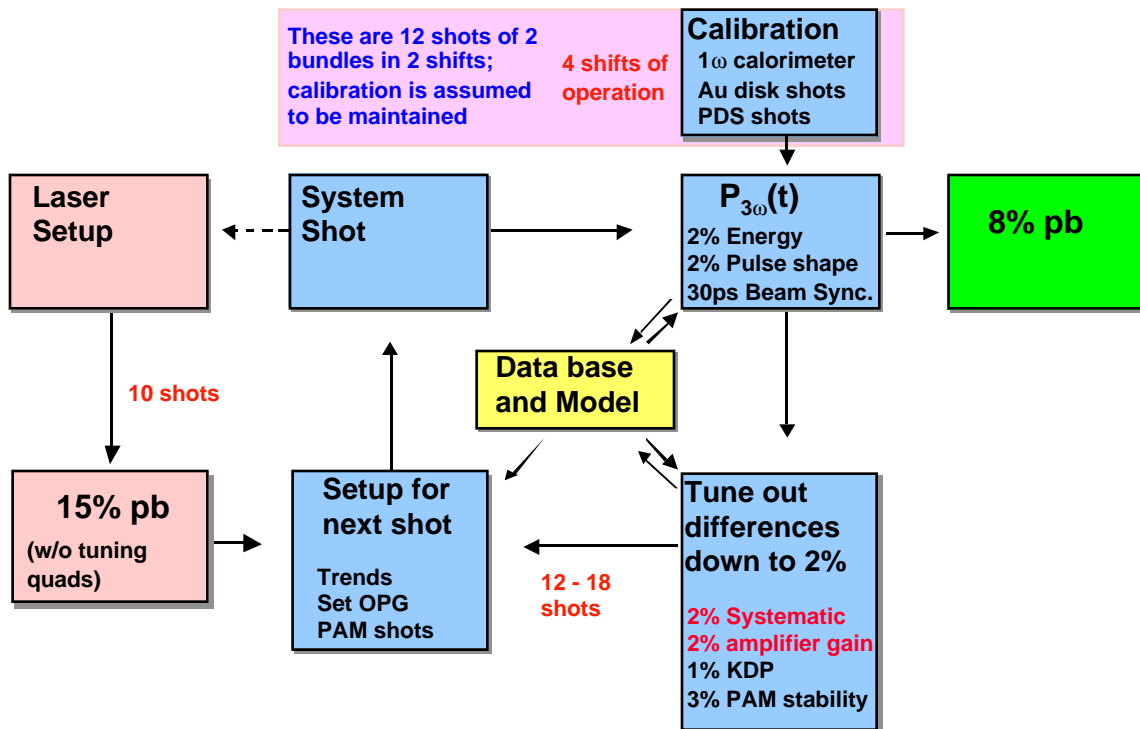 These are 12 shots of 2
bundles in 2 shifts;
calibration is assumed
to be maintained
4 shifts of
operation
Calibration
1ω calorimeter
Au disk shots
PDS shots
Laser
Setup
System
Shot
P3ω(t)
2% Energy
2% Pulse shape
30ps Beam Sync.
8% pb
10 shots
Data base
and Model
15% pb
(w/o tuning
quads)
Setup for
next shot
Trends
Set OPG
PAM shots
12 - 18
shots
Tune out
differences
down to 2%
2% Systematic
2% amplifier gain
1% KDP
3% PAM stability